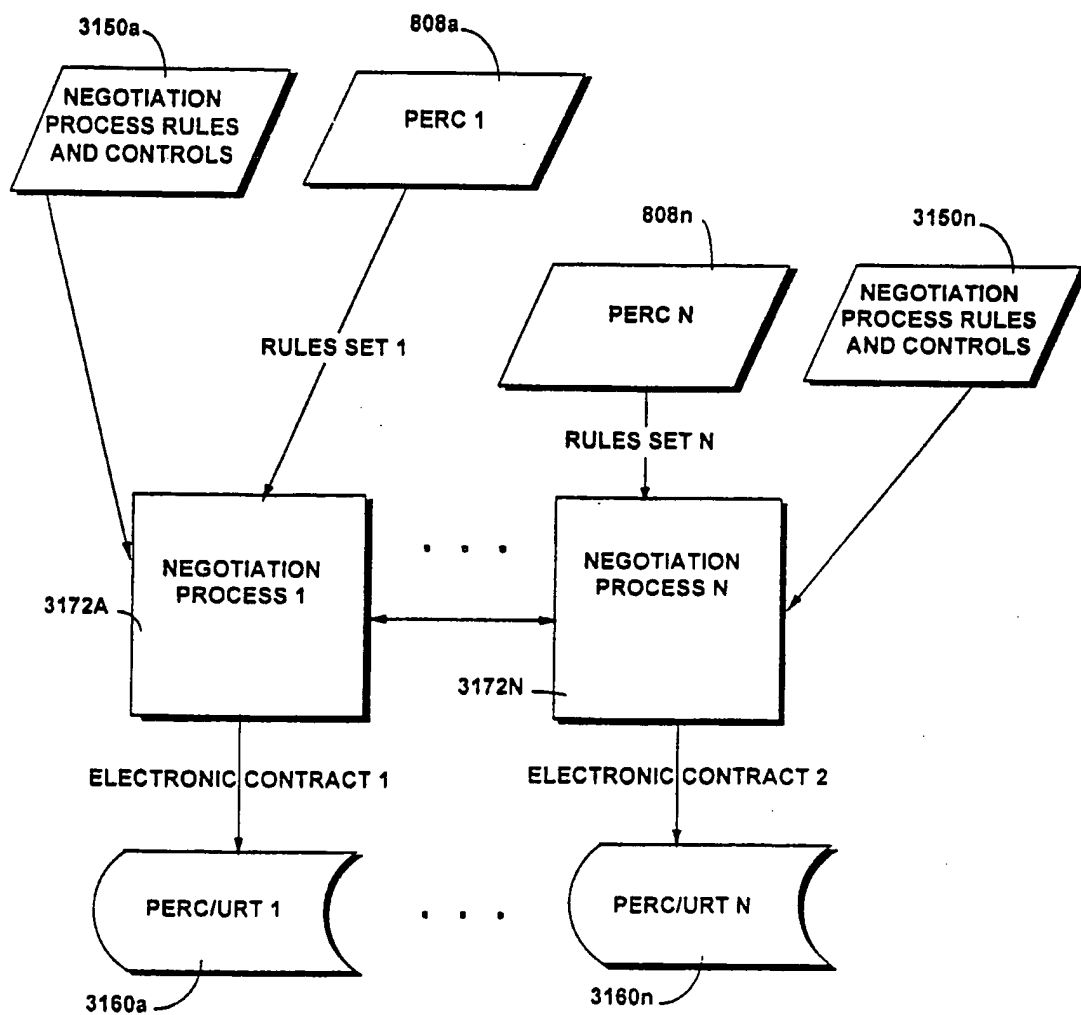 3150a
808a
NEGOTIATION
PROCESS RULES
AND CONTROLS
PERC 1
808n
3150n
PERC N
NEGOTIATION
PROCESS RULES
AND CONTROLS
RULES SET 1
RULES SET N
NEGOTIATION
PROCESS 1
. . .
NEGOTIATION
PROCESS N
3172A
3172N
ELECTRONIC CONTRACT 1
ELECTRONIC CONTRACT 2
PERC/URT 1
. . .
PERC/URT N
3160a
3160n